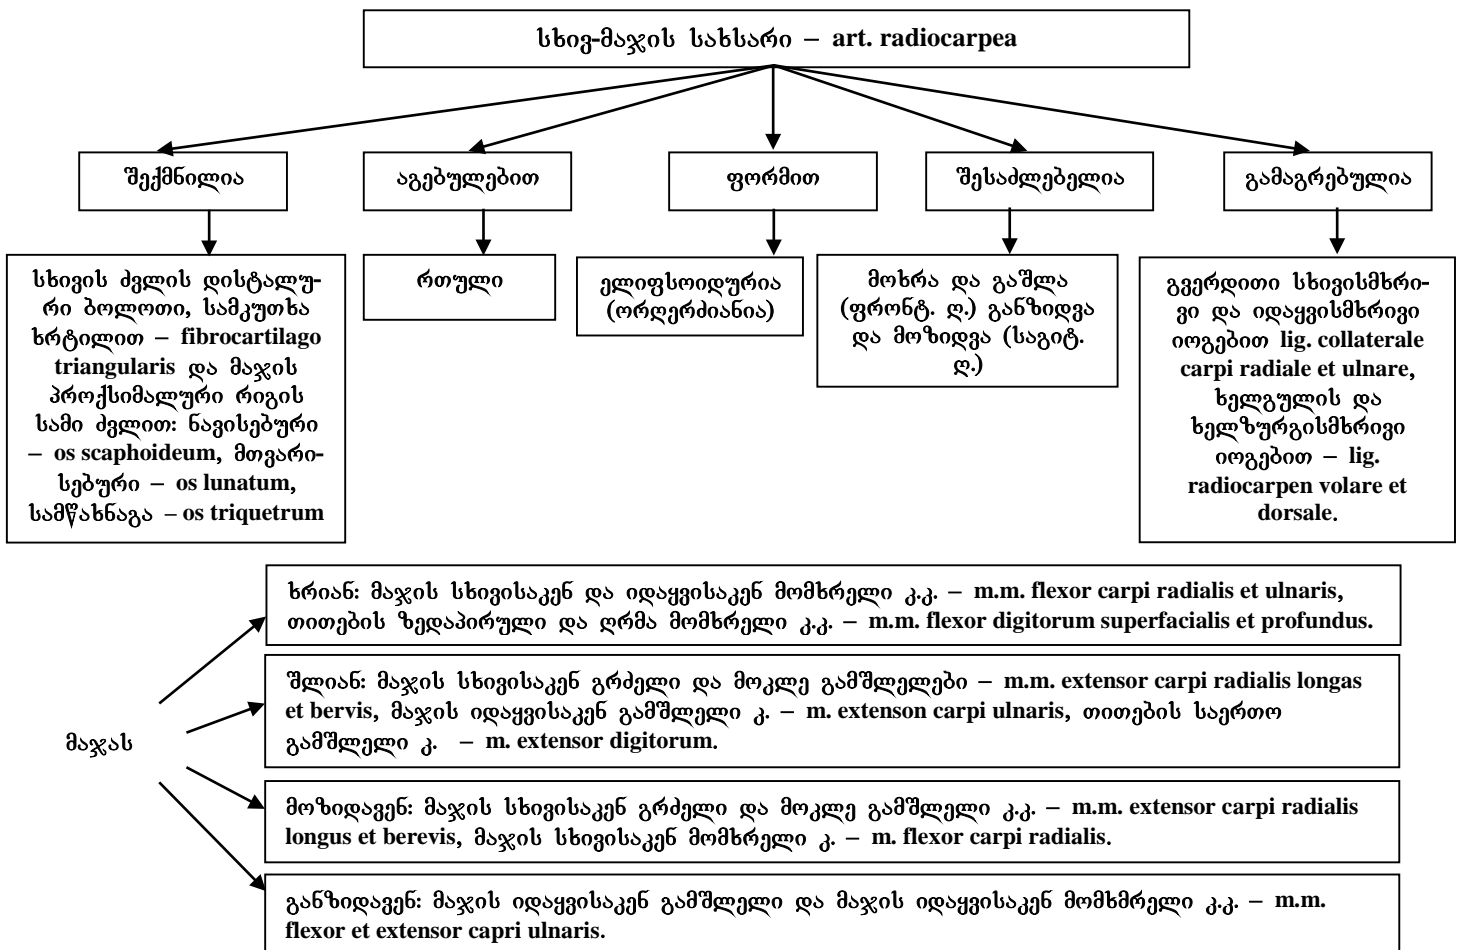 სხივ-მაჯის სახსარი – art. radiocarpea
შექმნილია
აგებულებით
ფორმით
შესაძლებელია
გამაგრებულია
სხივის ძვლის დისტალუ-
რი ბოლოთი, სამკუთხა
ხრტილით – fibrocartilago
triangularis და მაჯის
პროქსიმალური რიგის
სამი ძვლით: ნავისებური
– os scaphoideum, მთვარი-
სებური – os lunatum,
სამწახნაგა – os triquetrum
რთული
ელიფსოიდურია
(ორღერძიანია)
მოხრა და გაშლა
(ფრონტ. ღ.) განზიდვა
და მოზიდვა (საგიტ.
ღ.)
გვერდითი სხივისმხრი-
ვი და იდაყვისმხრივი
იოგებით lig. collaterale
carpi radiale et ulnare,
ხელგულის და
ხელზურგისმხრივი
იოგებით – lig.
radiocarpen volare et
dorsale.
მაჯას
ხრიან: მაჯის სხივისაკენ და იდაყვისაკენ მომხრელი კ.კ. – m.m. flexor carpi radialis et ulnaris,
თითების ზედაპირული და ღრმა მომხრელი კ.კ. – m.m. flexor digitorum superfacialis et profundus.
შლიან: მაჯის სხივისაკენ გრძელი და მოკლე გამშლელები – m.m. extensor carpi radialis longas
et bervis, მაჯის იდაყვისაკენ გამშლელი კ. – m. extenson carpi ulnaris, თითების საერთო
გამშლელი კ. – m. extensor digitorum.
მოზიდავენ: მაჯის სხივისაკენ გრძელი და მოკლე გამშლელი კ.კ. – m.m. extensor carpi radialis
longus et berevis, მაჯის სხივისაკენ მომხრელი კ. – m. flexor carpi radialis.
განზიდავენ: მაჯის იდაყვისაკენ გამშლელი და მაჯის იდაყვისაკენ მომხმრელი კ.კ. – m.m.
flexor et extensor capri ulnaris.